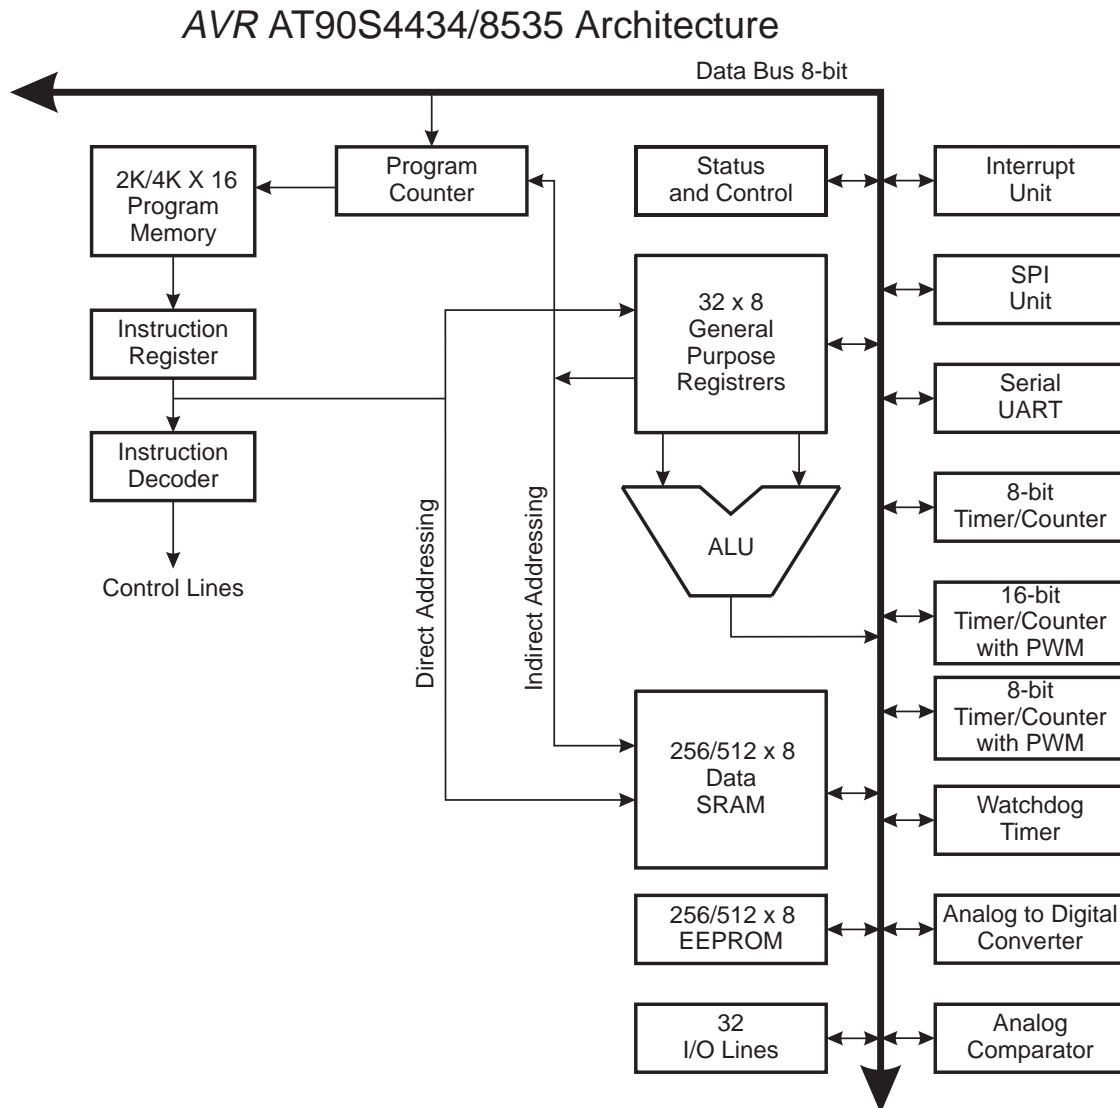 AVR AT90S4434/8535 Architecture
Data Bus 8-bit
2K/4K X 16
Program
Memory
Program
Counter
Status
and Control
Interrupt
Unit
32 x 8
General
Purpose
Registrers
SPI
Unit
Instruction
Register
Serial
UART
Instruction
Decoder
8-bit
Timer/Counter
Control Lines
Direct Addressing
Indirect Addressing
ALU
16-bit
Timer/Counter
with PWM
8-bit
Timer/Counter
with PWM
256/512 x 8
Data
SRAM
Watchdog
Timer
256/512 x 8
EEPROM
Analog to Digital
Converter
32
I/O Lines
Analog
Comparator